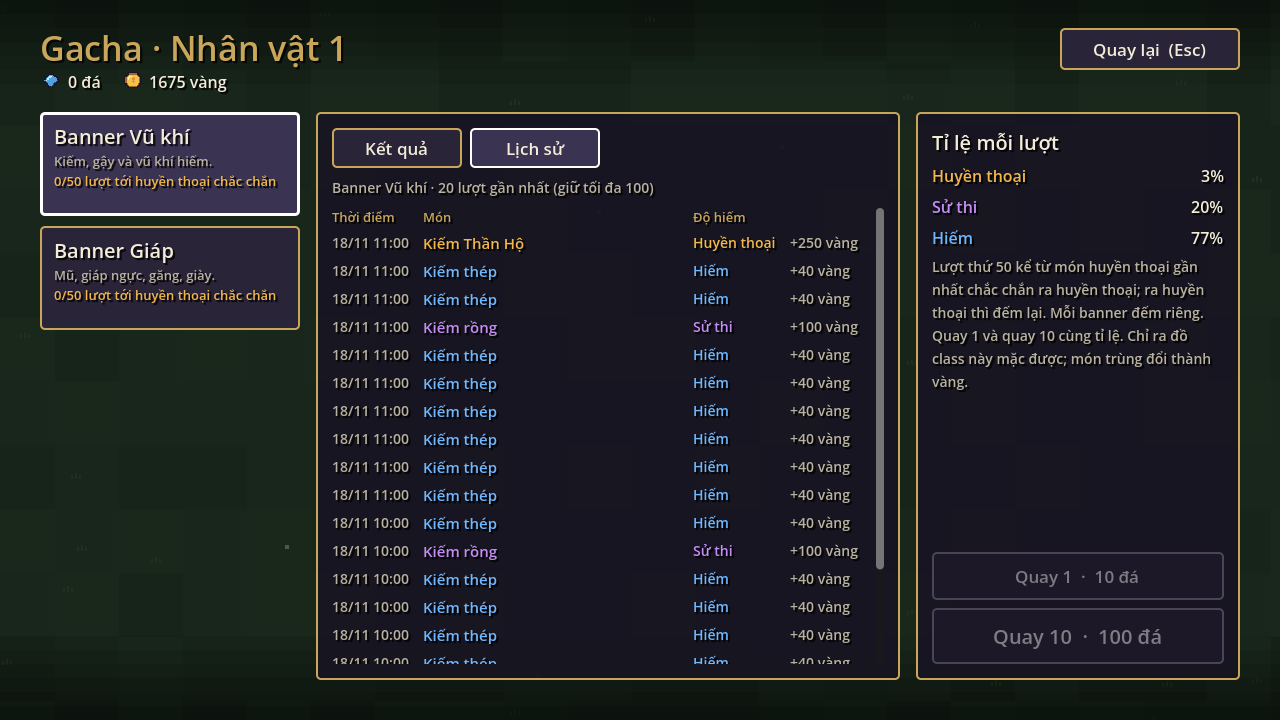 Gacha · Nhân vật 1
0 đá 1675 vàng
Quay lại (Esc)
Banner Vũ khí
Kiếm, gậy và vũ khí hiếm.
0/50 lượt tới huyền thoại chắc chắn
Banner Giáp
Mũ, giáp ngực, găng, giày.
0/50 lượt tới huyền thoại chắc chắn
Kết quả Lịch sử
Banner Vũ khí · 20 lượt gần nhất (giữ tối đa 100)
Thời điểm Món Độ hiếm
18/11 11:00 Kiếm Thần Hộ Huyền thoại +250 vàng
18/11 11:00 Kiếm thép Hiếm +40 vàng
18/11 11:00 Kiếm thép Hiếm +40 vàng
18/11 11:00 Kiếm rồng Sử thi +100 vàng
18/11 11:00 Kiếm thép Hiếm +40 vàng
18/11 11:00 Kiếm thép Hiếm +40 vàng
18/11 11:00 Kiếm thép Hiếm +40 vàng
18/11 11:00 Kiếm thép Hiếm +40 vàng
18/11 11:00 Kiếm thép Hiếm +40 vàng
18/11 11:00 Kiếm thép Hiếm +40 vàng
18/11 10:00 Kiếm thép Hiếm +40 vàng
18/11 10:00 Kiếm rồng Sử thi +100 vàng
18/11 10:00 Kiếm thép Hiếm +40 vàng
18/11 10:00 Kiếm thép Hiếm +40 vàng
18/11 10:00 Kiếm thép Hiếm +40 vàng
18/11 10:00 Kiếm thép Hiếm +40 vàng
Tỉ lệ mỗi lượt
Huyền thoại 3%
Sử thi 20%
Hiếm 77%
Lượt thứ 50 kể từ món huyền thoại gần
nhất chắc chắn ra huyền thoại; ra huyền
thoại thì đếm lại. Mỗi banner đếm riêng.
Quay 1 và quay 10 cùng tỉ lệ. Chỉ ra đồ
class này mặc được; món trùng đổi thành
vàng.
Quay 1 · 10 đá
Quay 10 · 100 đá